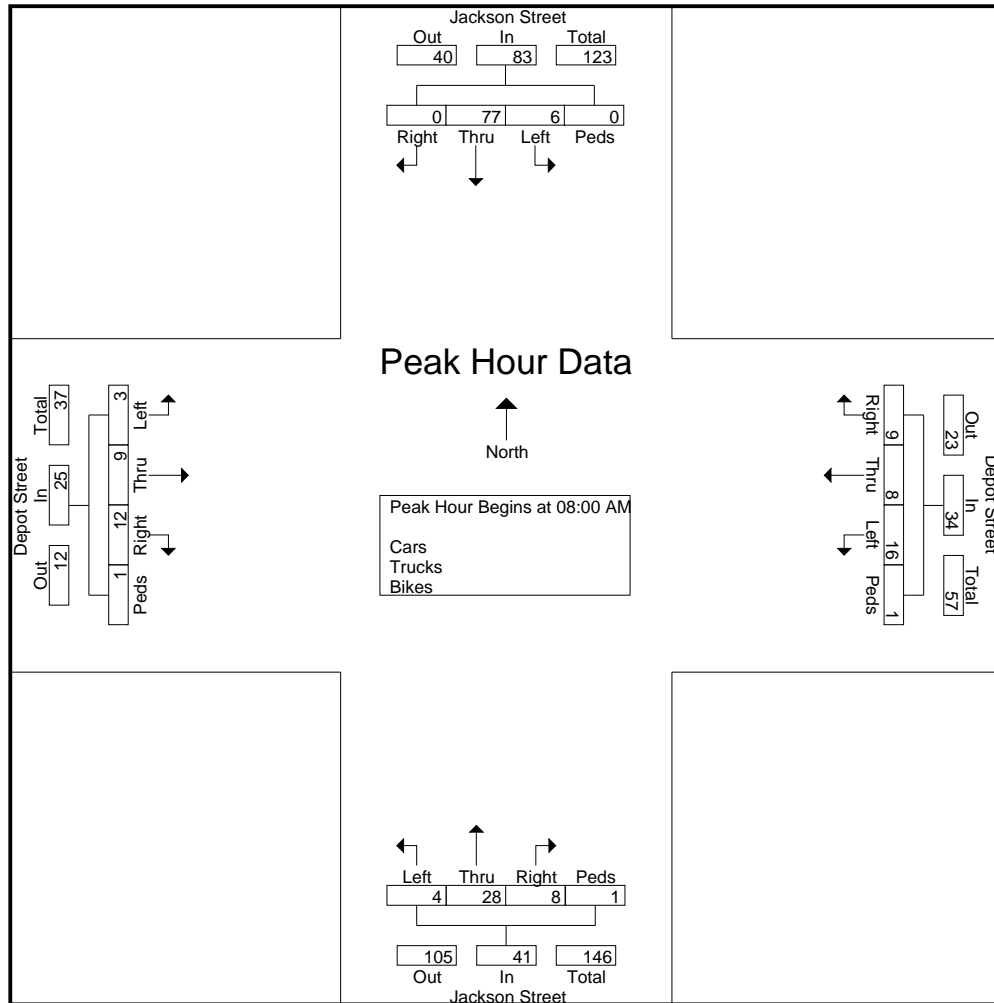 Jackson Street
Out In Total
40 83 123
0 77 6 0
Right Thru Left Peds
Peak Hour Data
North
Peak Hour Begins at 08:00 AM
Cars
Trucks
Bikes
Depot Street
Total In Out
37 25 12
3 9 12 1
Left Thru Right Peds
Right Thru Left Peds
9 8 16 1
Out In Total
23 34 57
Depot Street
Left Thru Right Peds
4 28 8 1
105 41 146
Out In Total
Jackson Street